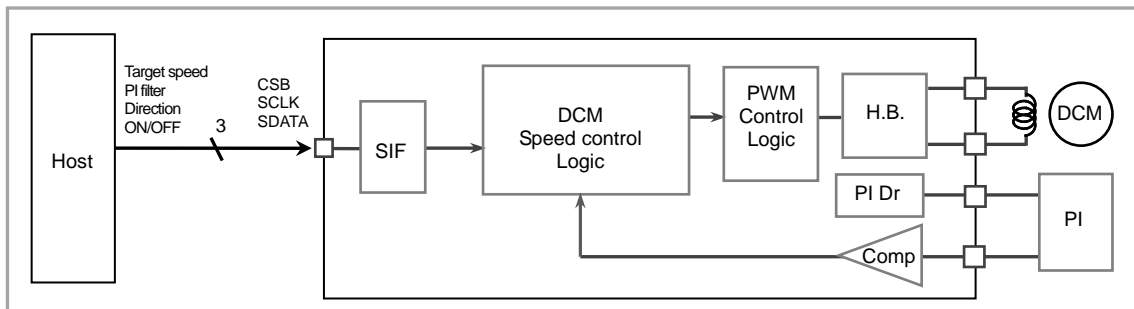 Host
Target speed
PI filter
Direction
ON/OFF
3
CSB
SCLK
SDATA
SIF
DCM
Speed control
Logic
PWM
Control
Logic
H.B.
DCM
PI Dr
PI
Comp